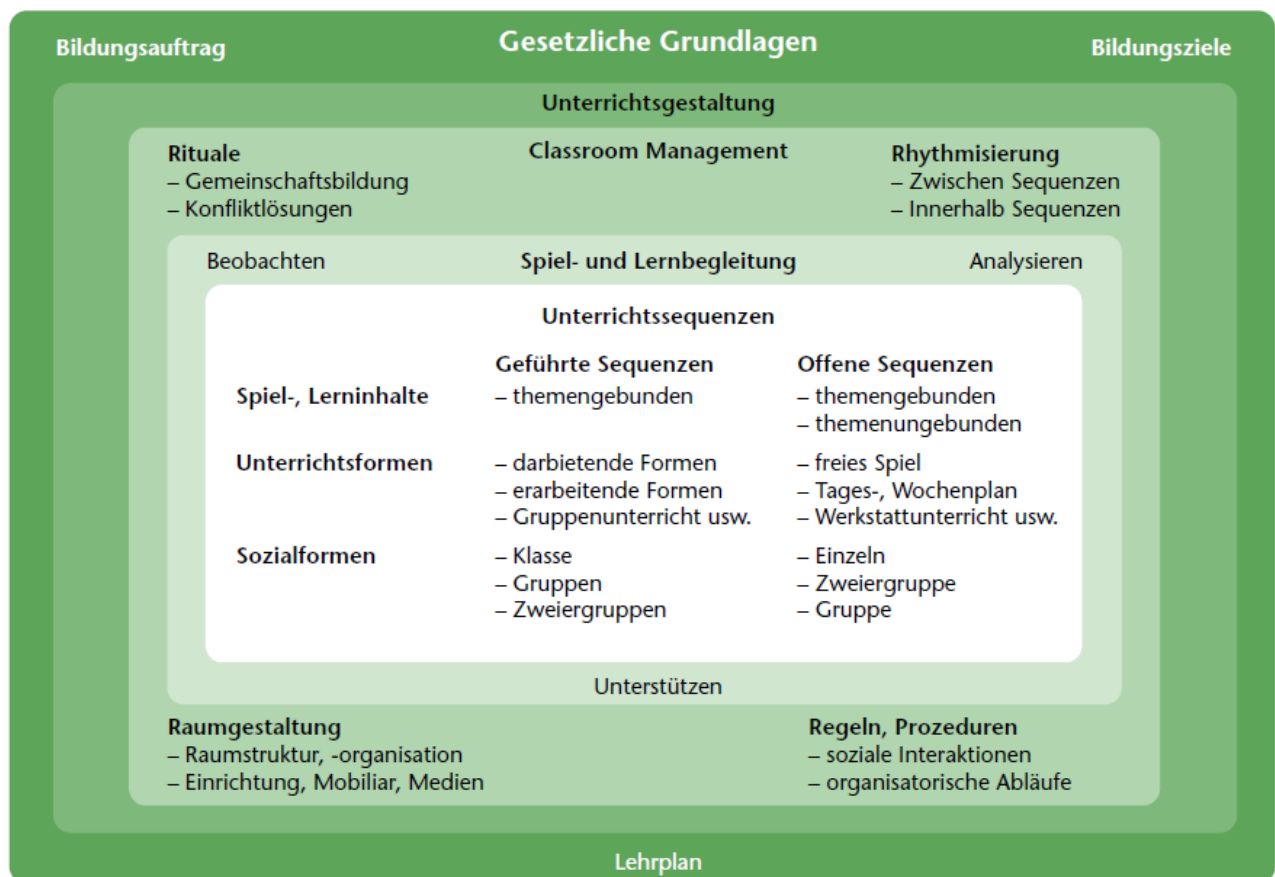 Bildungsauftrag
Gesetzliche Grundlagen
Bildungsziele
Unterrichtsgestaltung
Rituale
– Gemeinschaftsbildung
– Konfliktlösungen
Classroom Management
Rhythmisierung
– Zwischen Sequenzen
– Innerhalb Sequenzen
Beobachten
Spiel- und Lernbegleitung
Analysieren
Unterrichtssequenzen
Geführte Sequenzen
Offene Sequenzen
Spiel-, Lerninhalte
– themengebunden
– themengebunden
– themenungebunden
Unterrichtsformen
– darbietende Formen
– erarbeitende Formen
– Gruppenunterricht usw.
– freies Spiel
– Tages-, Wochenplan
– Werkstattunterricht usw.
Sozialformen
– Klasse
– Gruppen
– Zweiergruppen
– Einzeln
– Zweiergruppe
– Gruppe
Unterstützen
Raumgestaltung
– Raumstruktur, -organisation
– Einrichtung, Mobiliar, Medien
Regeln, Prozeduren
– soziale Interaktionen
– organisatorische Abläufe
Lehrplan